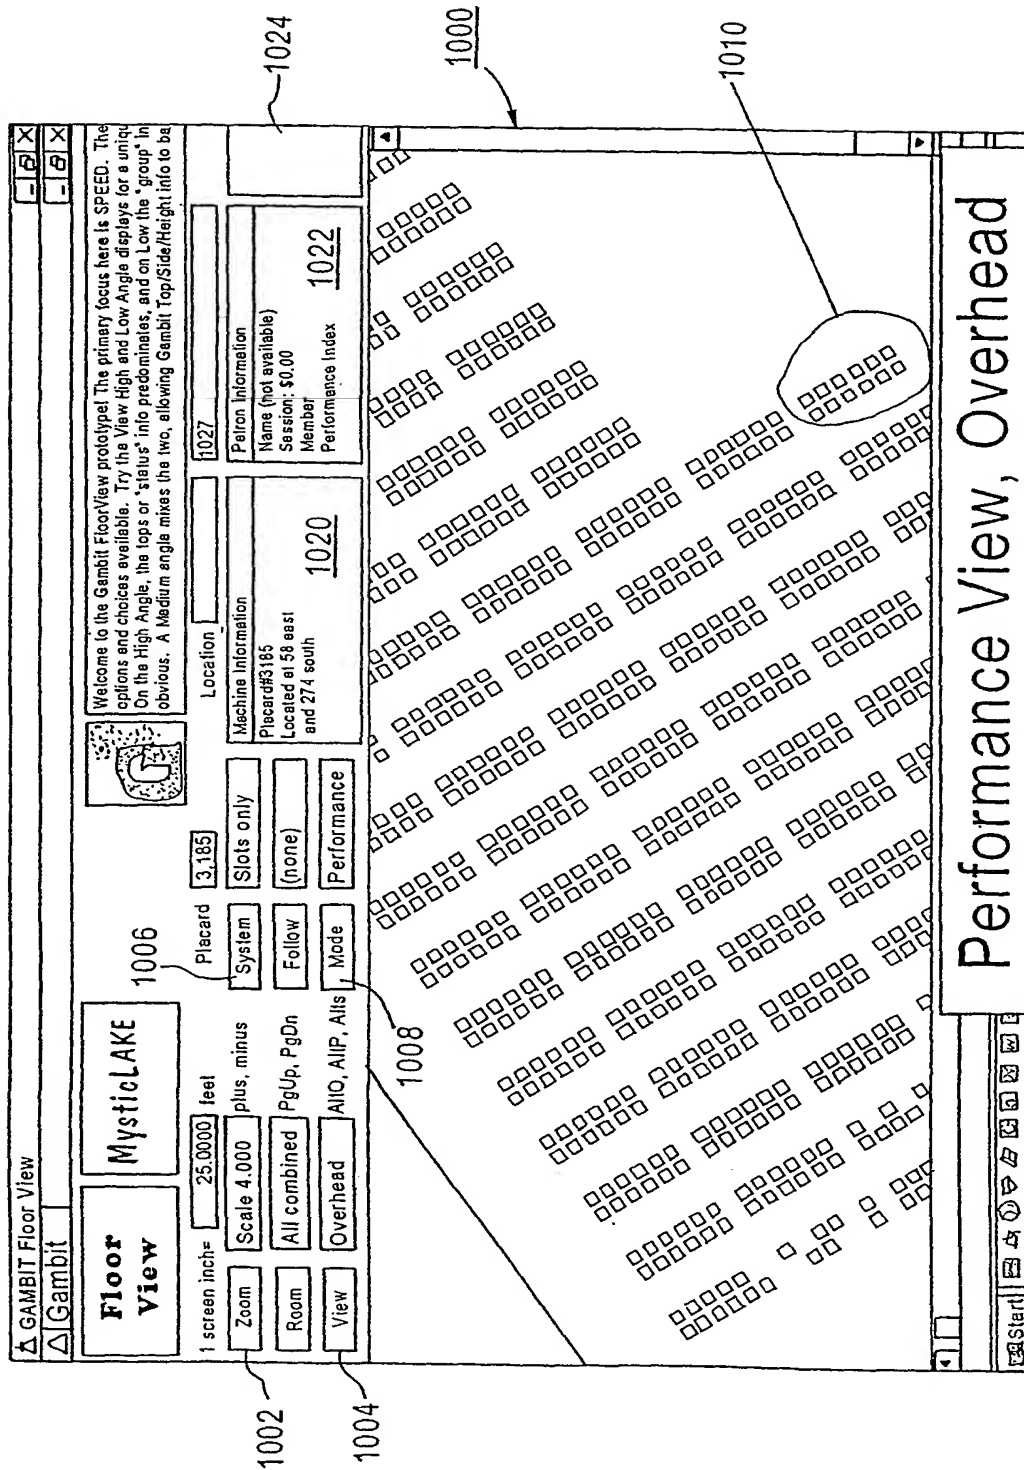 GAMBIT Floor View
Gambit
Floor View
MysticLAKE
Welcome to the Gambit FloorView prototype! The primary focus here is SPEED. The
options and choices available. Try the View High and Low Angle displays for a uniqu
On the High Angle, the tops or "status" info predominates, and on Low the "group" in
obvious. A Medium angle mixes the two, allowing Gambit Top/Side/Height info to ba
1 screen inch= 25.0000 feet
Placard 3,185
Location
1027
Zoom
Scale 4.000
plus, minus
System
Slots only
Room
All combined
PgUp, PgDn
Follow
(none)
View
Overhead
AltO, AltP, Alts
Mode
Performance
Machine Information
Placard#3185
Located at 58 east
and 274 south
1020
Patron Information
Name (not available)
Session: $0.00
Member
Performance Index
1022
1024
1000
1010
1002
1004
1006
1008
Start
Performance View, Overhead